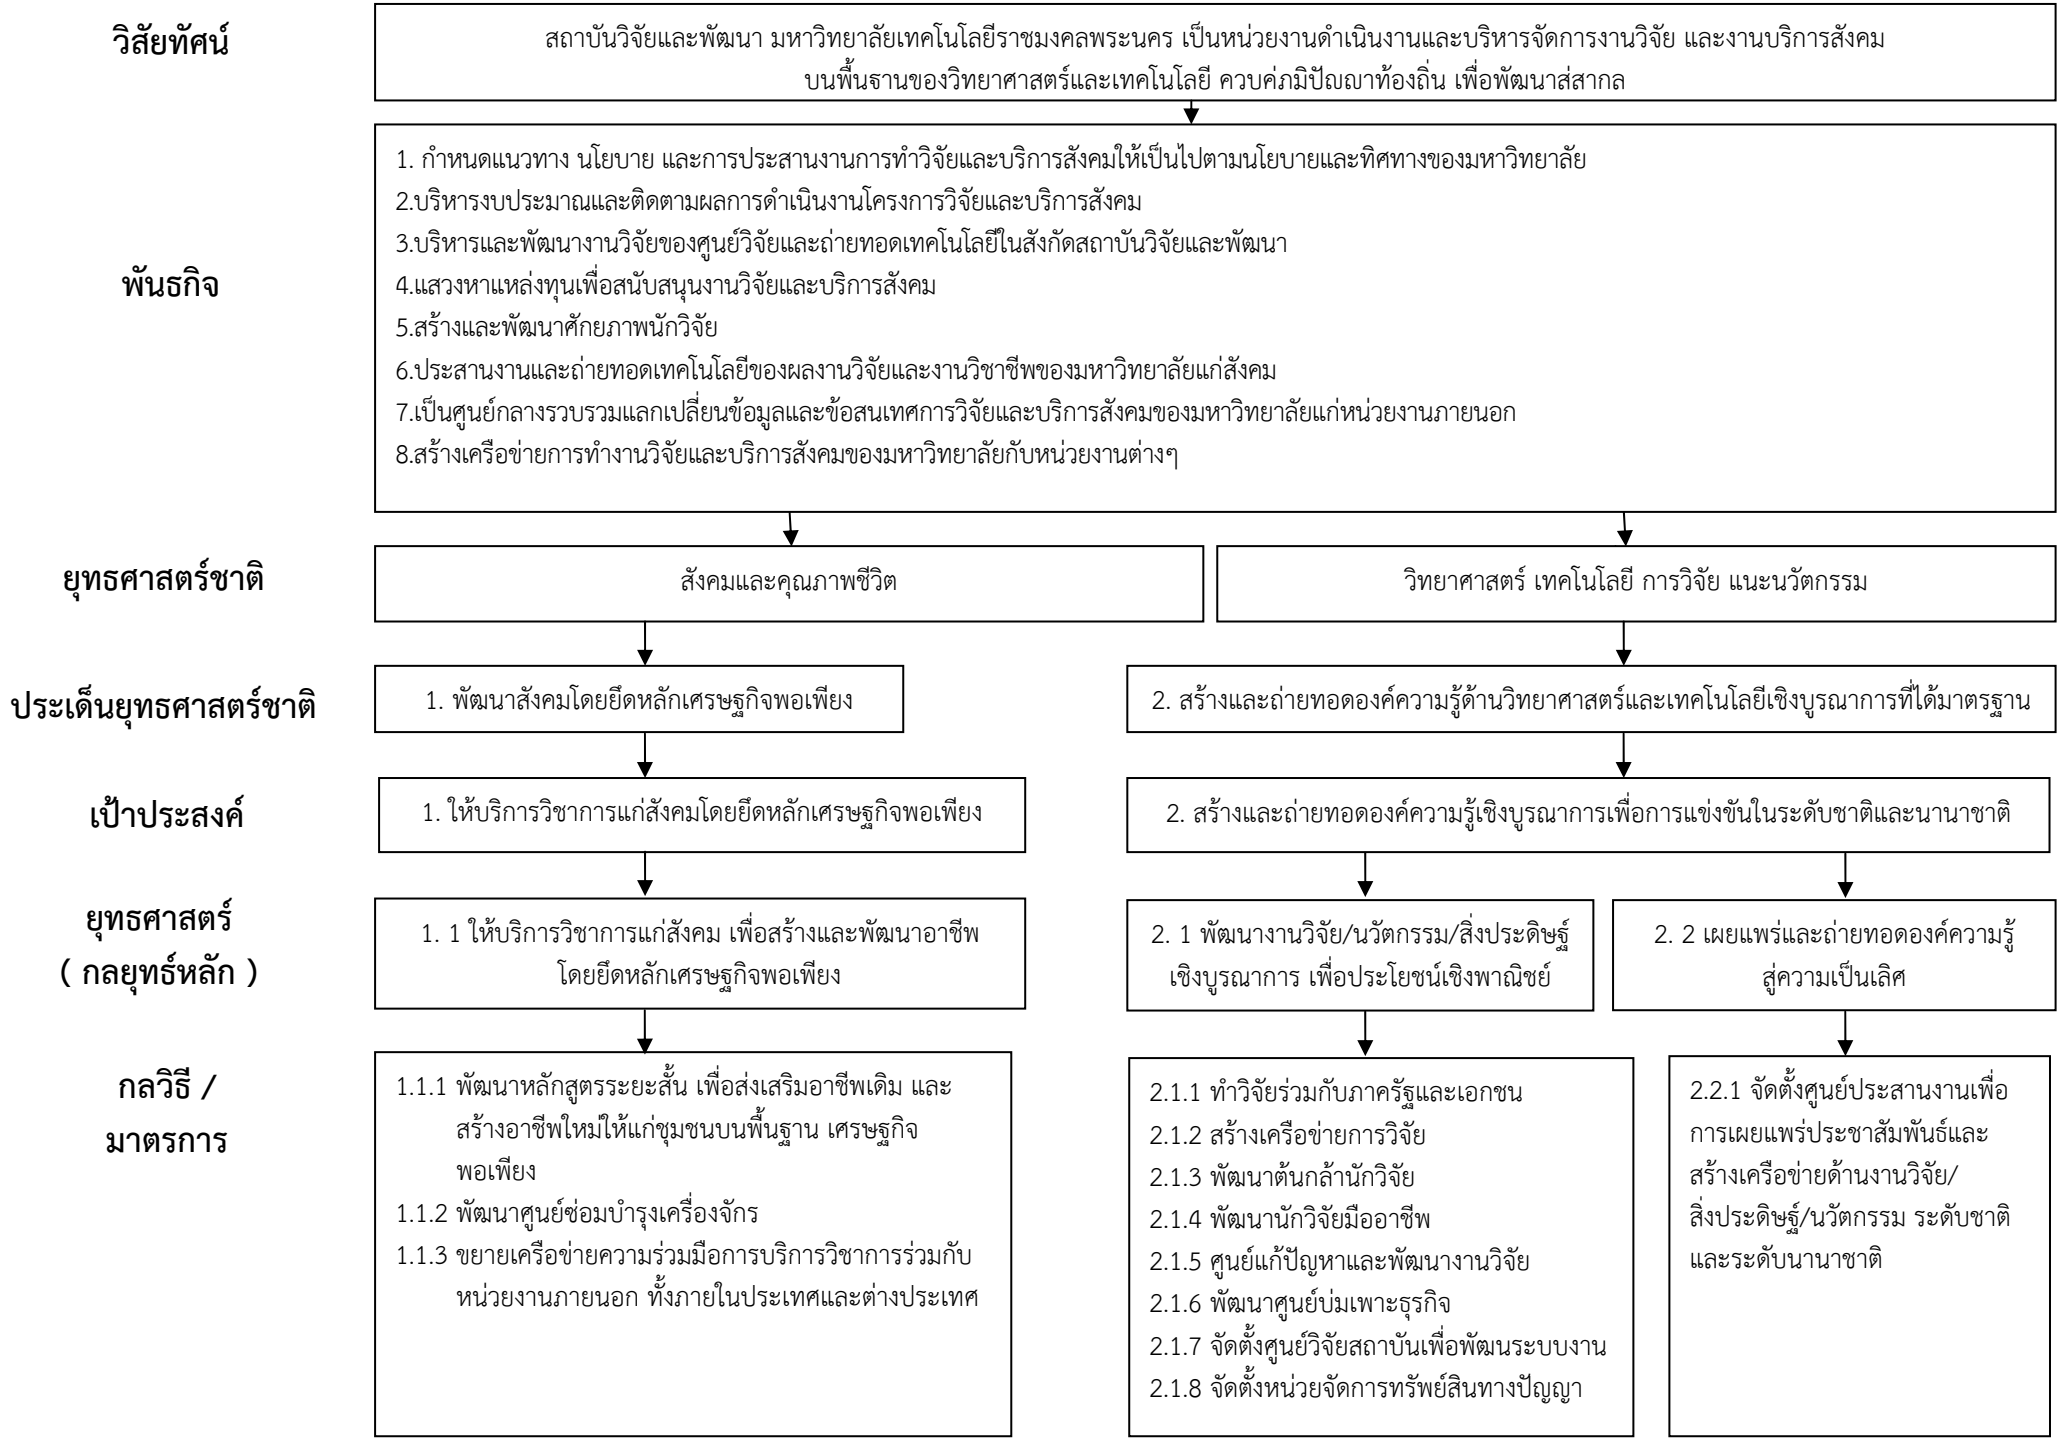 วิสัยทัศน์
สถาบันวิจัยและพัฒนา มหาวิทยาลัยเทคโนโลยีราชมงคลพระนคร เป็นหน่วยงานดำเนินงานและบริหารจัดการงานวิจัย และงานบริการสังคม
บนพื้นฐานของวิทยาศาสตร์และเทคโนโลยี ควบคู่ภูมิปัญญาท้องถิ่น เพื่อพัฒนาสู่สากล
พันธกิจ
1. กำหนดแนวทาง นโยบาย และการประสานงานการทำวิจัยและบริการสังคมให้เป็นไปตามนโยบายและทิศทางของมหาวิทยาลัย
2.บริหารงบประมาณและติดตามผลการดำเนินงานโครงการวิจัยและบริการสังคม
3.บริหารและพัฒนางานวิจัยของศูนย์วิจัยและถ่ายทอดเทคโนโลยีในสังกัดสถาบันวิจัยและพัฒนา
4.แสวงหาแหล่งทุนเพื่อสนับสนุนงานวิจัยและบริการสังคม
5.สร้างและพัฒนาศักยภาพนักวิจัย
6.ประสานงานและถ่ายทอดเทคโนโลยีของผลงานวิจัยและงานวิชาชีพของมหาวิทยาลัยแก่สังคม
7.เป็นศูนย์กลางรวบรวมแลกเปลี่ยนข้อมูลและข้อสนเทศการวิจัยและบริการสังคมของมหาวิทยาลัยแก่หน่วยงานภายนอก
8.สร้างเครือข่ายการทำงานวิจัยและบริการสังคมของมหาวิทยาลัยกับหน่วยงานต่างๆ
ยุทธศาสตร์ชาติ
สังคมและคุณภาพชีวิต
วิทยาศาสตร์ เทคโนโลยี การวิจัย แนะนวัตกรรม
ประเด็นยุทธศาสตร์ชาติ
1. พัฒนาสังคมโดยยึดหลักเศรษฐกิจพอเพียง
2. สร้างและถ่ายทอดองค์ความรู้ด้านวิทยาศาสตร์และเทคโนโลยีเชิงบูรณาการที่ได้มาตรฐาน
เป้าประสงค์
1. ให้บริการวิชาการแก่สังคมโดยยึดหลักเศรษฐกิจพอเพียง
2. สร้างและถ่ายทอดองค์ความรู้เชิงบูรณาการเพื่อการแข่งขันในระดับชาติและนานาชาติ
ยุทธศาสตร์
( กลยุทธ์หลัก )
1. 1 ให้บริการวิชาการแก่สังคม เพื่อสร้างและพัฒนาอาชีพ
โดยยึดหลักเศรษฐกิจพอเพียง
2. 1 พัฒนางานวิจัย/นวัตกรรม/สิ่งประดิษฐ์
เชิงบูรณาการ เพื่อประโยชน์เชิงพาณิชย์
2. 2 เผยแพร่และถ่ายทอดองค์ความรู้
สู่ความเป็นเลิศ
กลวิธี /
มาตรการ
1.1.1 พัฒนาหลักสูตรระยะสั้น เพื่อส่งเสริมอาชีพเดิม และ
สร้างอาชีพใหม่ให้แก่ชุมชนบนพื้นฐาน เศรษฐกิจ
พอเพียง
1.1.2 พัฒนาศูนย์ซ่อมบำรุงเครื่องจักร
1.1.3 ขยายเครือข่ายความร่วมมือการบริการวิชาการร่วมกับ
หน่วยงานภายนอก ทั้งภายในประเทศและต่างประเทศ
2.1.1 ทำวิจัยร่วมกับภาครัฐและเอกชน
2.1.2 สร้างเครือข่ายการวิจัย
2.1.3 พัฒนาต้นกล้านักวิจัย
2.1.4 พัฒนานักวิจัยมืออาชีพ
2.1.5 ศูนย์แก้ปัญหาและพัฒนางานวิจัย
2.1.6 พัฒนาศูนย์บ่มเพาะธุรกิจ
2.1.7 จัดตั้งศูนย์วิจัยสถาบันเพื่อพัฒนระบบงาน
2.1.8 จัดตั้งหน่วยจัดการทรัพย์สินทางปัญญา
2.2.1 จัดตั้งศูนย์ประสานงานเพื่อ
การเผยแพร่ประชาสัมพันธ์และ
สร้างเครือข่ายด้านงานวิจัย/
สิ่งประดิษฐ์/นวัตกรรม ระดับชาติ
และระดับนานาชาติ